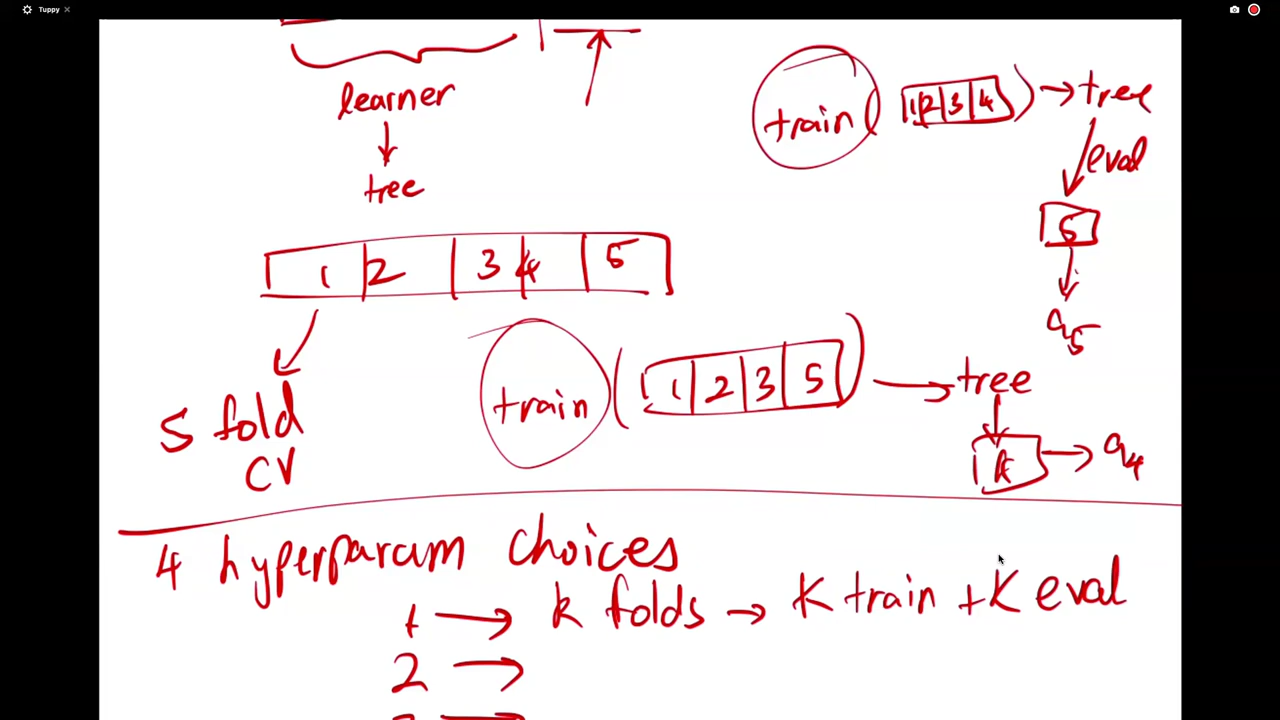 Tuppy
learner
tree
train( 1 2 3 4 ) → tree
eval
5
a5
1 2 3 4 5
5 fold
CV
train ( 1 2 3 5 ) → tree
4 → a4
4 hyperparam choices
1 → k folds → K train + K eval
2 →